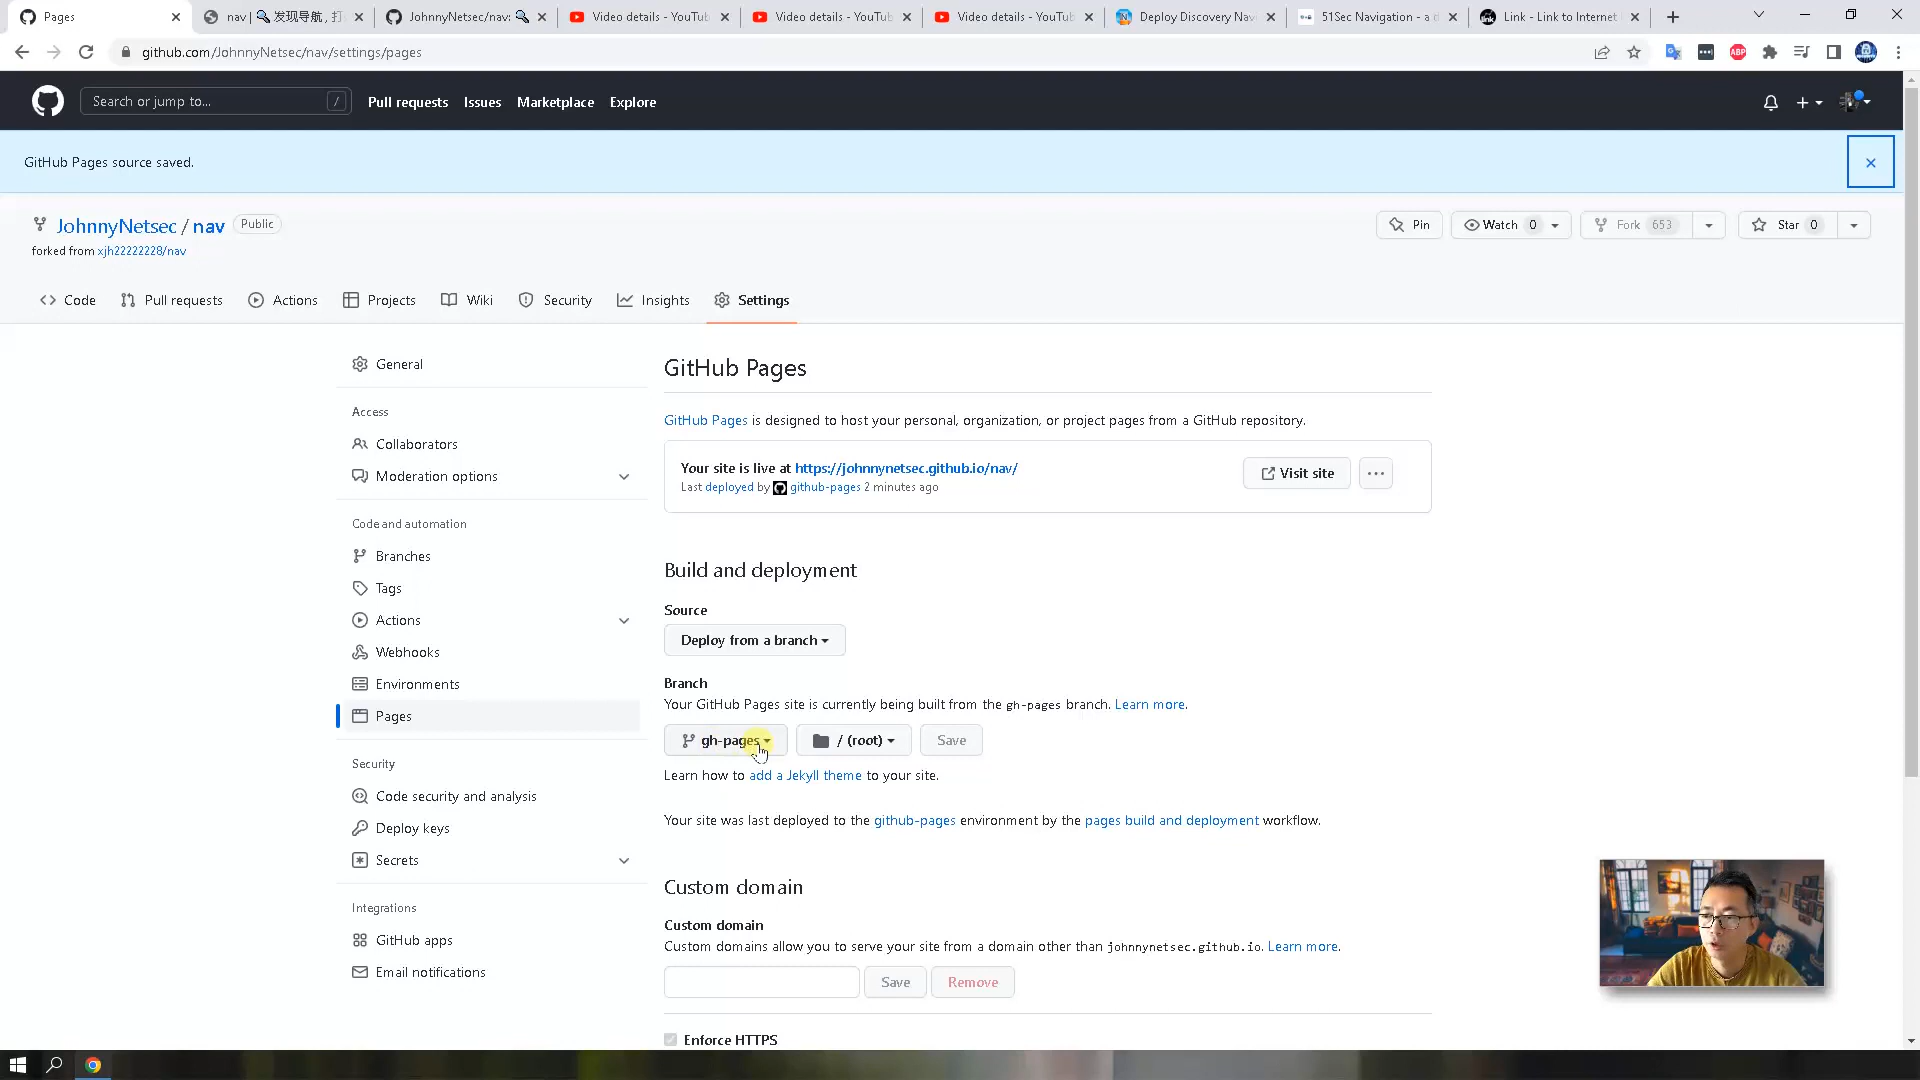 Pages
nav | 🔍 发现导航 , 打
JohnnyNetsec/nav: 🔍
Video details - YouTub
Video details - YouTub
Video details - YouTub
Deploy Discovery Nav
51Sec Navigation - a d
Link - Link to Internet
github.com/JohnnyNetsec/nav/settings/pages
ABP
Search or jump to...
/
Pull requests
Issues
Marketplace
Explore
GitHub Pages source saved.
JohnnyNetsec / nav
Public
forked from xjh22222228/nav
Pin
Watch 0
Fork 653
Star 0
Code
Pull requests
Actions
Projects
Wiki
Security
Insights
Settings
General
Access
Collaborators
Moderation options
Code and automation
Branches
Tags
Actions
Webhooks
Environments
Pages
Security
Code security and analysis
Deploy keys
Secrets
Integrations
GitHub apps
Email notifications
GitHub Pages
GitHub Pages is designed to host your personal, organization, or project pages from a GitHub repository.
Your site is live at https://johnnynetsec.github.io/nav/
Last deployed by github-pages 2 minutes ago
Visit site
Build and deployment
Source
Deploy from a branch
Branch
Your GitHub Pages site is currently being built from the gh-pages branch. Learn more.
gh-pages
/ (root)
Save
Learn how to add a Jekyll theme to your site.
Your site was last deployed to the github-pages environment by the pages build and deployment workflow.
Custom domain
Custom domain
Custom domains allow you to serve your site from a domain other than johnnynetsec.github.io. Learn more.
Save
Remove
Enforce HTTPS